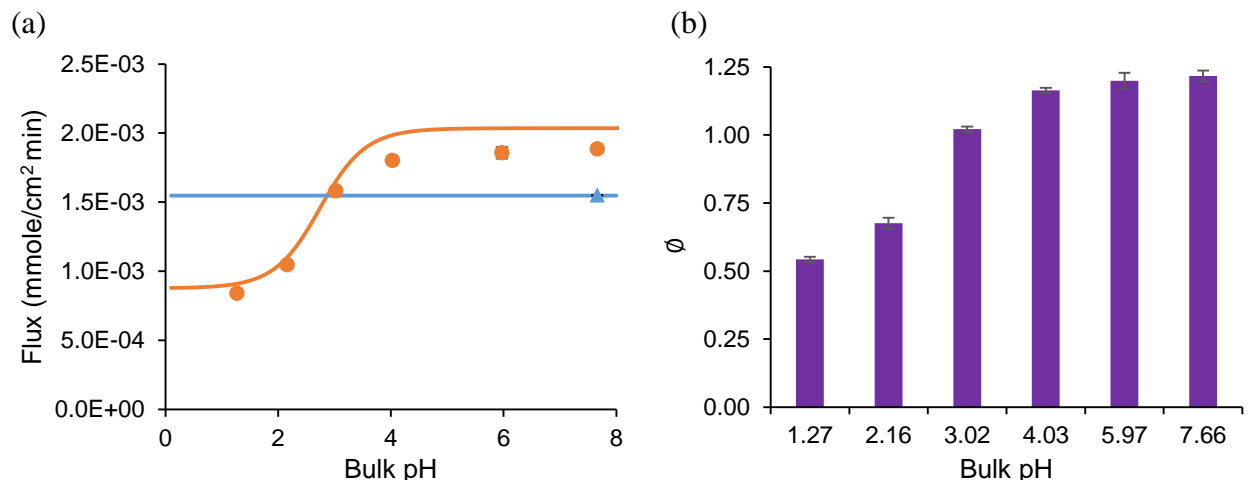 (a)
Flux (mmole/cm² min)
2.5E-03
2.0E-03
1.5E-03
1.0E-03
5.0E-04
0.0E+00
0 2 4 6 8
Bulk pH
(b)
Ø
1.25
1.00
0.75
0.50
0.25
0.00
1.27 2.16 3.02 4.03 5.97 7.66
Bulk pH